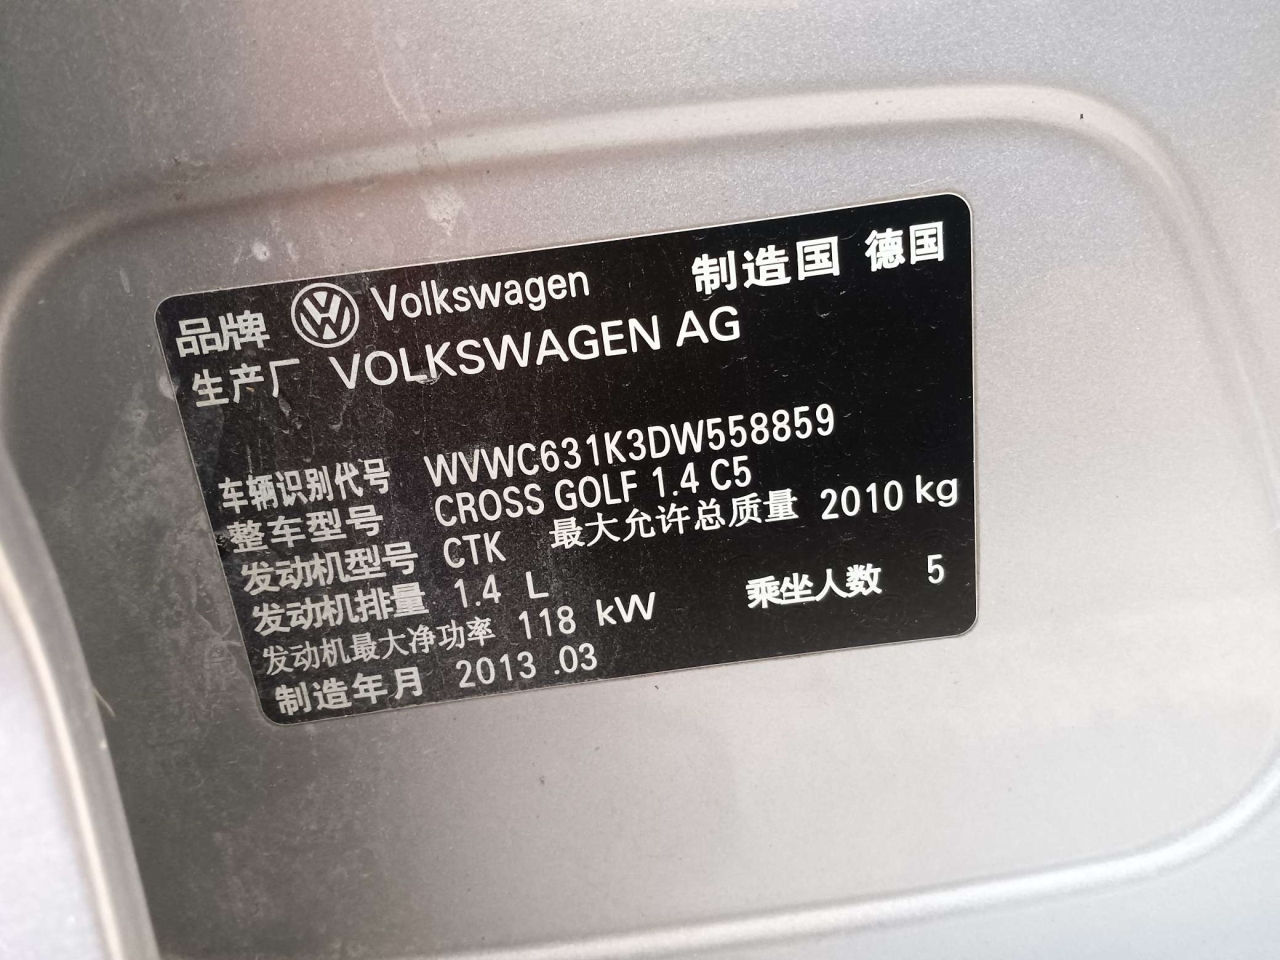 品牌 Volkswagen 制造国 德国
生产厂 VOLKSWAGEN AG
车辆识别代号 WVWC631K3DW558859
整车型号 CROSS GOLF 1.4 C5
发动机型号 CTK 最大允许总质量 2010 kg
发动机排量 1.4 L
发动机最大净功率 118 kW 乘坐人数 5
制造年月 2013 .03